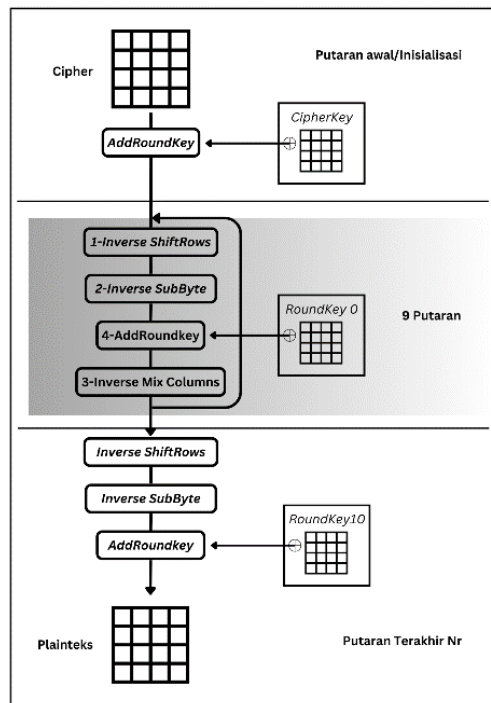 Putaran awal/Inisialisasi
Cipher
CipherKey
AddRoundKey
1-Inverse ShiftRows
2-Inverse SubByte
RoundKey 0
4-AddRoundkey
9 Putaran
3-Inverse Mix Columns
Inverse ShiftRows
Inverse SubByte
RoundKey10
AddRoundkey
Plainteks
Putaran Terakhir Nr